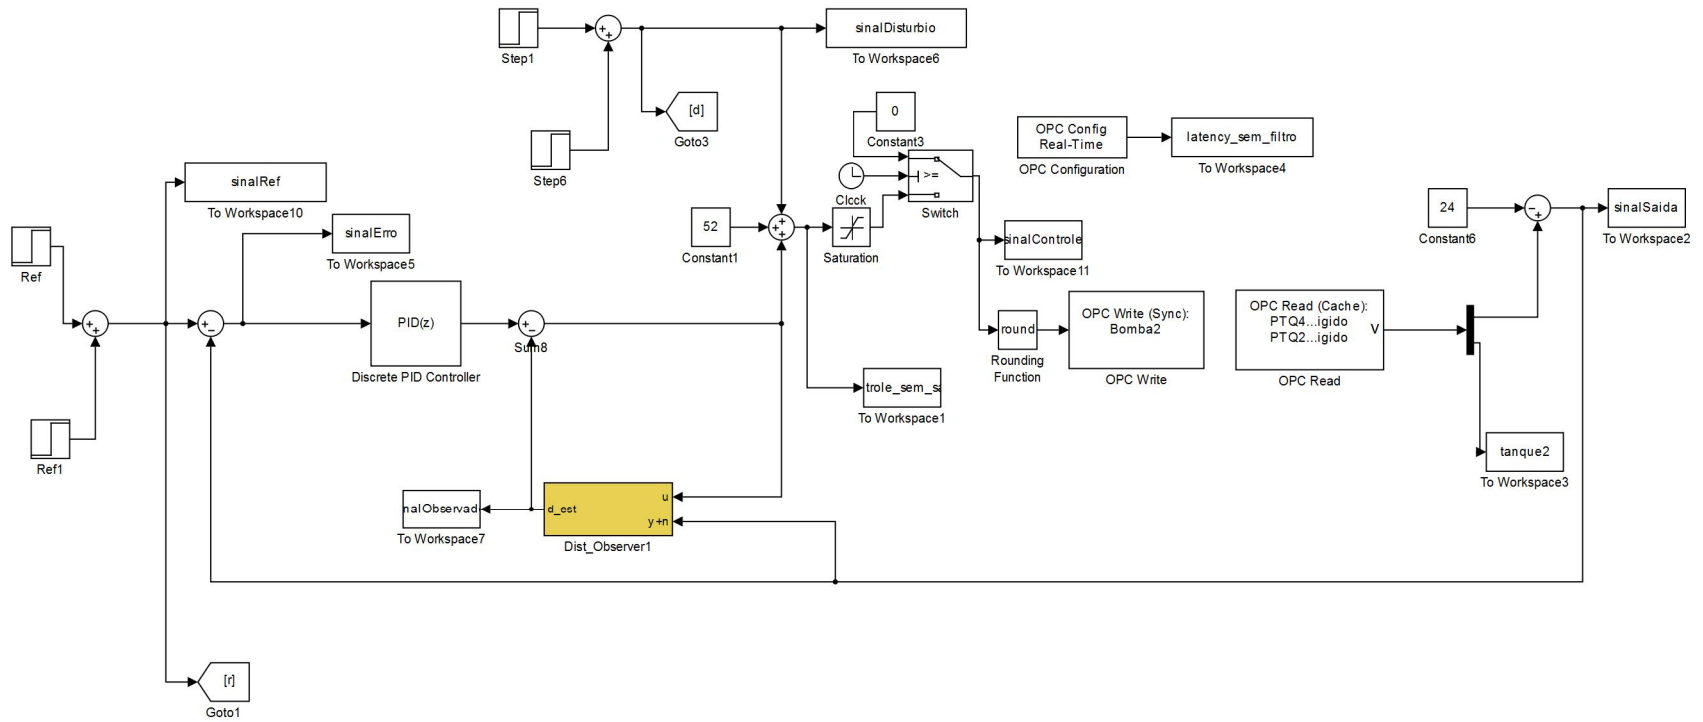 Step1
sinalDisturbio
To Workspace6
[d]
Goto3
Step6
0
Constant3
OPC Config
Real-Time
OPC Configuration
latency_sem_filtro
To Workspace4
sinalRef
To Workspace10
sinalErro
To Workspace5
Ref
52
Constant1
Saturation
Clcck
>=
Switch
sinalControle
To Workspace11
24
Constant6
sinalSaida
To Workspace2
PID(z)
Discrete PID Controller
Sum8
round
Rounding
Function
OPC Write (Sync):
Bomba2
OPC Write
OPC Read (Cache):
PTQ4...igido
PTQ2...igido
V
OPC Read
trole_sem_sa
To Workspace1
Ref1
tanque2
To Workspace3
nalObservad
To Workspace7
d_est
u
y+n
Dist_Observer1
[r]
Goto1